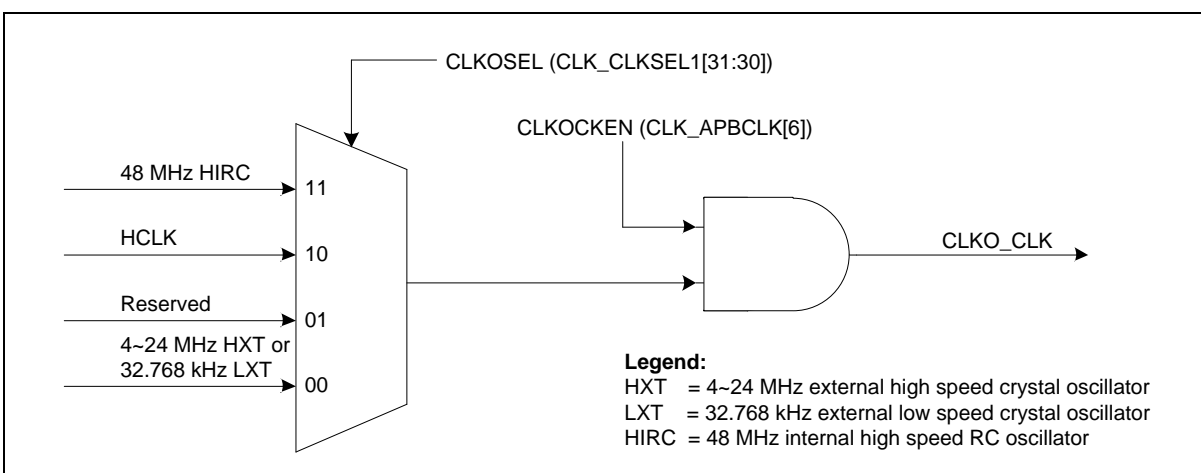 CLKOSEL (CLK_CLKSEL1[31:30])
CLKOCKEN (CLK_APBCLK[6])
48 MHz HIRC
11
HCLK
10
CLKO_CLK
Reserved
01
4~24 MHz HXT or
32.768 kHz LXT
00
Legend:
HXT = 4~24 MHz external high speed crystal oscillator
LXT = 32.768 kHz external low speed crystal oscillator
HIRC = 48 MHz internal high speed RC oscillator